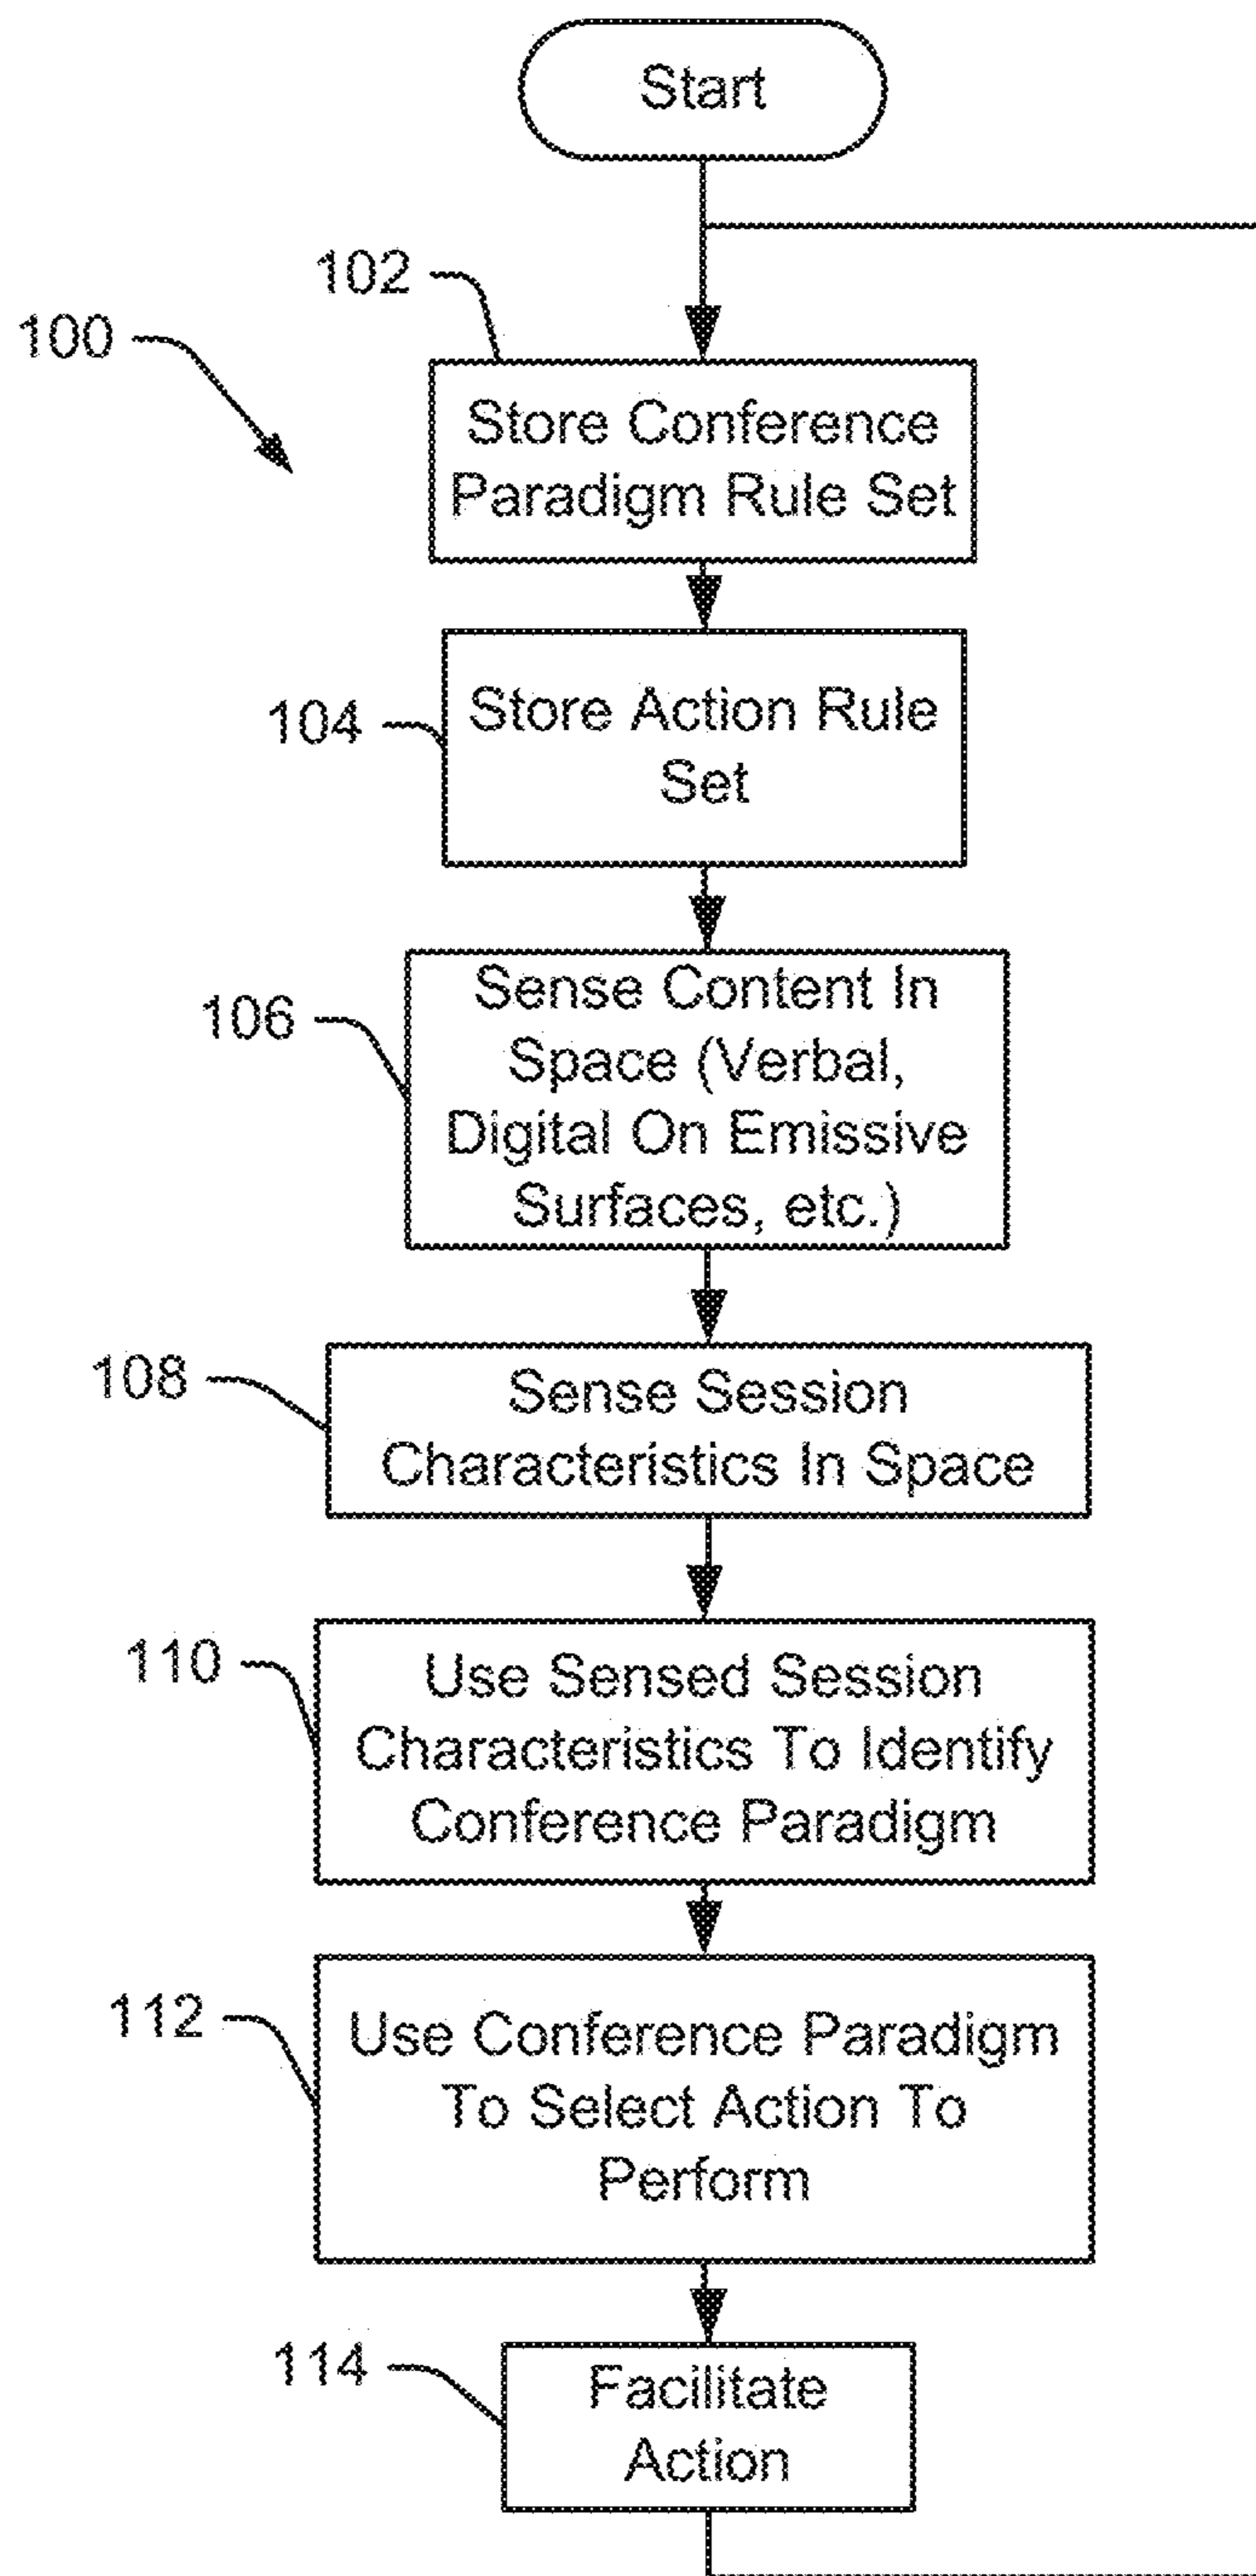 Start
102
100
Store Conference
Paradigm Rule Set
104
Store Action Rule
Set
106
Sense Content In
Space (Verbal,
Digital On Emissive
Surfaces, etc.)
108
Sense Session
Characteristics In Space
110
Use Sensed Session
Characteristics To Identify
Conference Paradigm
112
Use Conference Paradigm
To Select Action To
Perform
114
Facilitate
Action